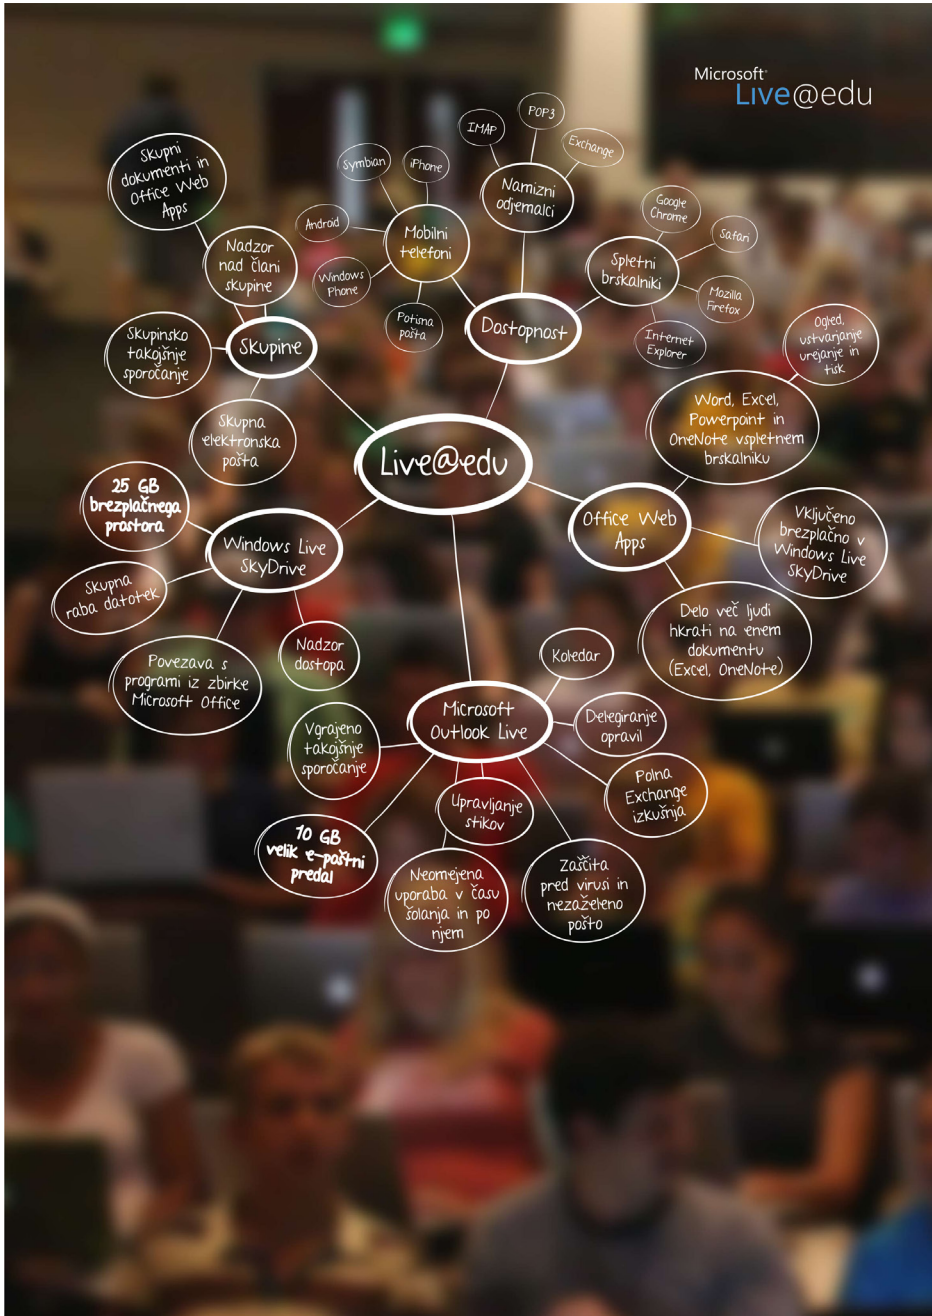 Microsoft
Live@edu
Skupni
dokumenti in
Office Web
Apps
Nadzor
nad člani
skupine
Skupinsko
takojšnje
sporočanje
Skupine
Skupna
elektronska
pošta
Symbian
iPhone
Android
Mobilni
telefoni
Windows
Phone
Potisna
pošta
IMAP
POP3
Exchange
Namizni
odjemalci
Google
Chrome
Safari
Spletni
brskalniki
Mozilla
Firefox
Internet
Explorer
Dostopnost
Live@edu
Ogled,
ustvarjanje
urejanje in
tisk
Word, Excel,
Powerpoint in
OneNote vspletnem
brskalniku
Office Web
Apps
Vključeno
brezplačno v
Windows Live
SkyDrive
Delo več ljudi
hkrati na enem
dokumentu
(Excel, OneNote)
25 GB
brezplačnega
prostora
Windows Live
SkyDrive
Skupna
raba datotek
Povezava s
programi iz zbirke
Microsoft Office
Nadzor
dostopa
Koledar
Microsoft
Outlook Live
Delegiranje
opravil
Vgrajeno
takojšnje
sporočanje
Polna
Exchange
izkušnja
Upravljanje
stikov
10 GB
velik e-poštni
predal
Neomejena
uporaba v času
šolanja in po
njem
Zaščita
pred virusi in
nezaželeno
pošto